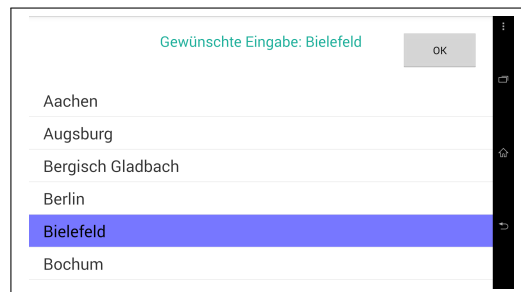 Gewünschte Eingabe: Bielefeld
OK
Aachen
Augsburg
Bergisch Gladbach
Berlin
Bielefeld
Bochum